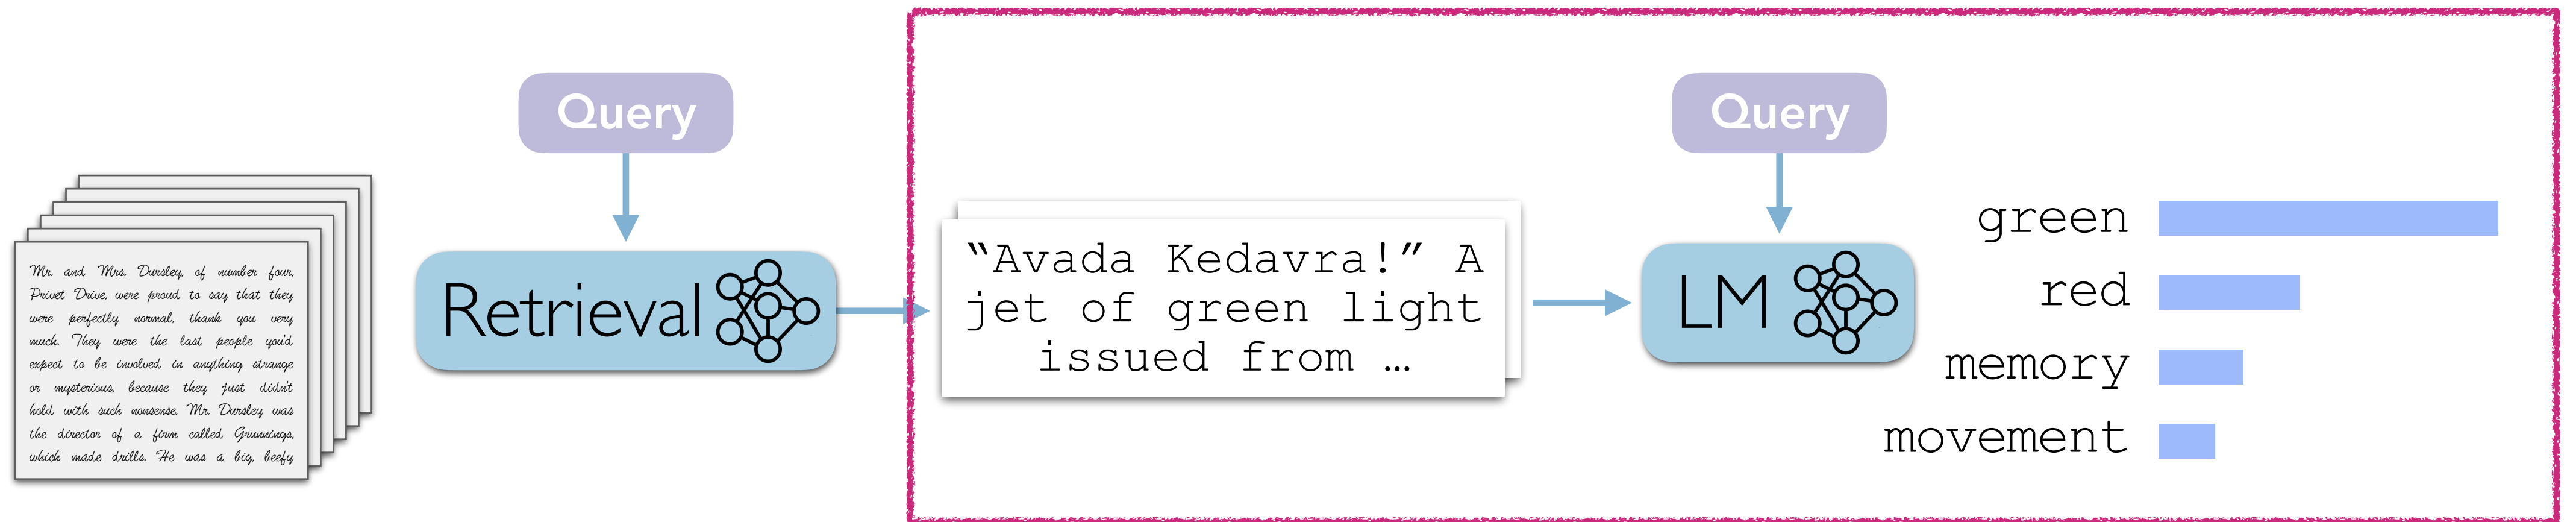 Mr. and Mrs. Dursley, of number four,
Privet Drive, were proud to say that they
were perfectly normal, thank you very
much. They were the last people you'd
expect to be involved in anything strange
or mysterious, because they just didn't
hold with such nonsense. Mr. Dursley was
the director of a firm called Grunnings,
which made drills. He was a big, beefy
Query
Retrieval
“Avada Kedavra!” A
jet of green light
issued from …
Query
LM
green
red
memory
movement